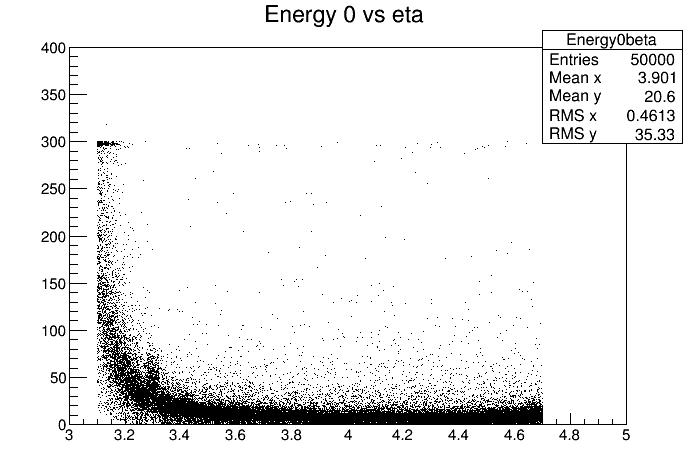 Energy 0 vs eta
Energy0beta
Entries 50000
Mean x 3.901
Mean y 20.6
RMS x 0.4613
RMS y 35.33
400
350
300
250
200
150
100
50
0
3 3.2 3.4 3.6 3.8 4 4.2 4.4 4.6 4.8 5